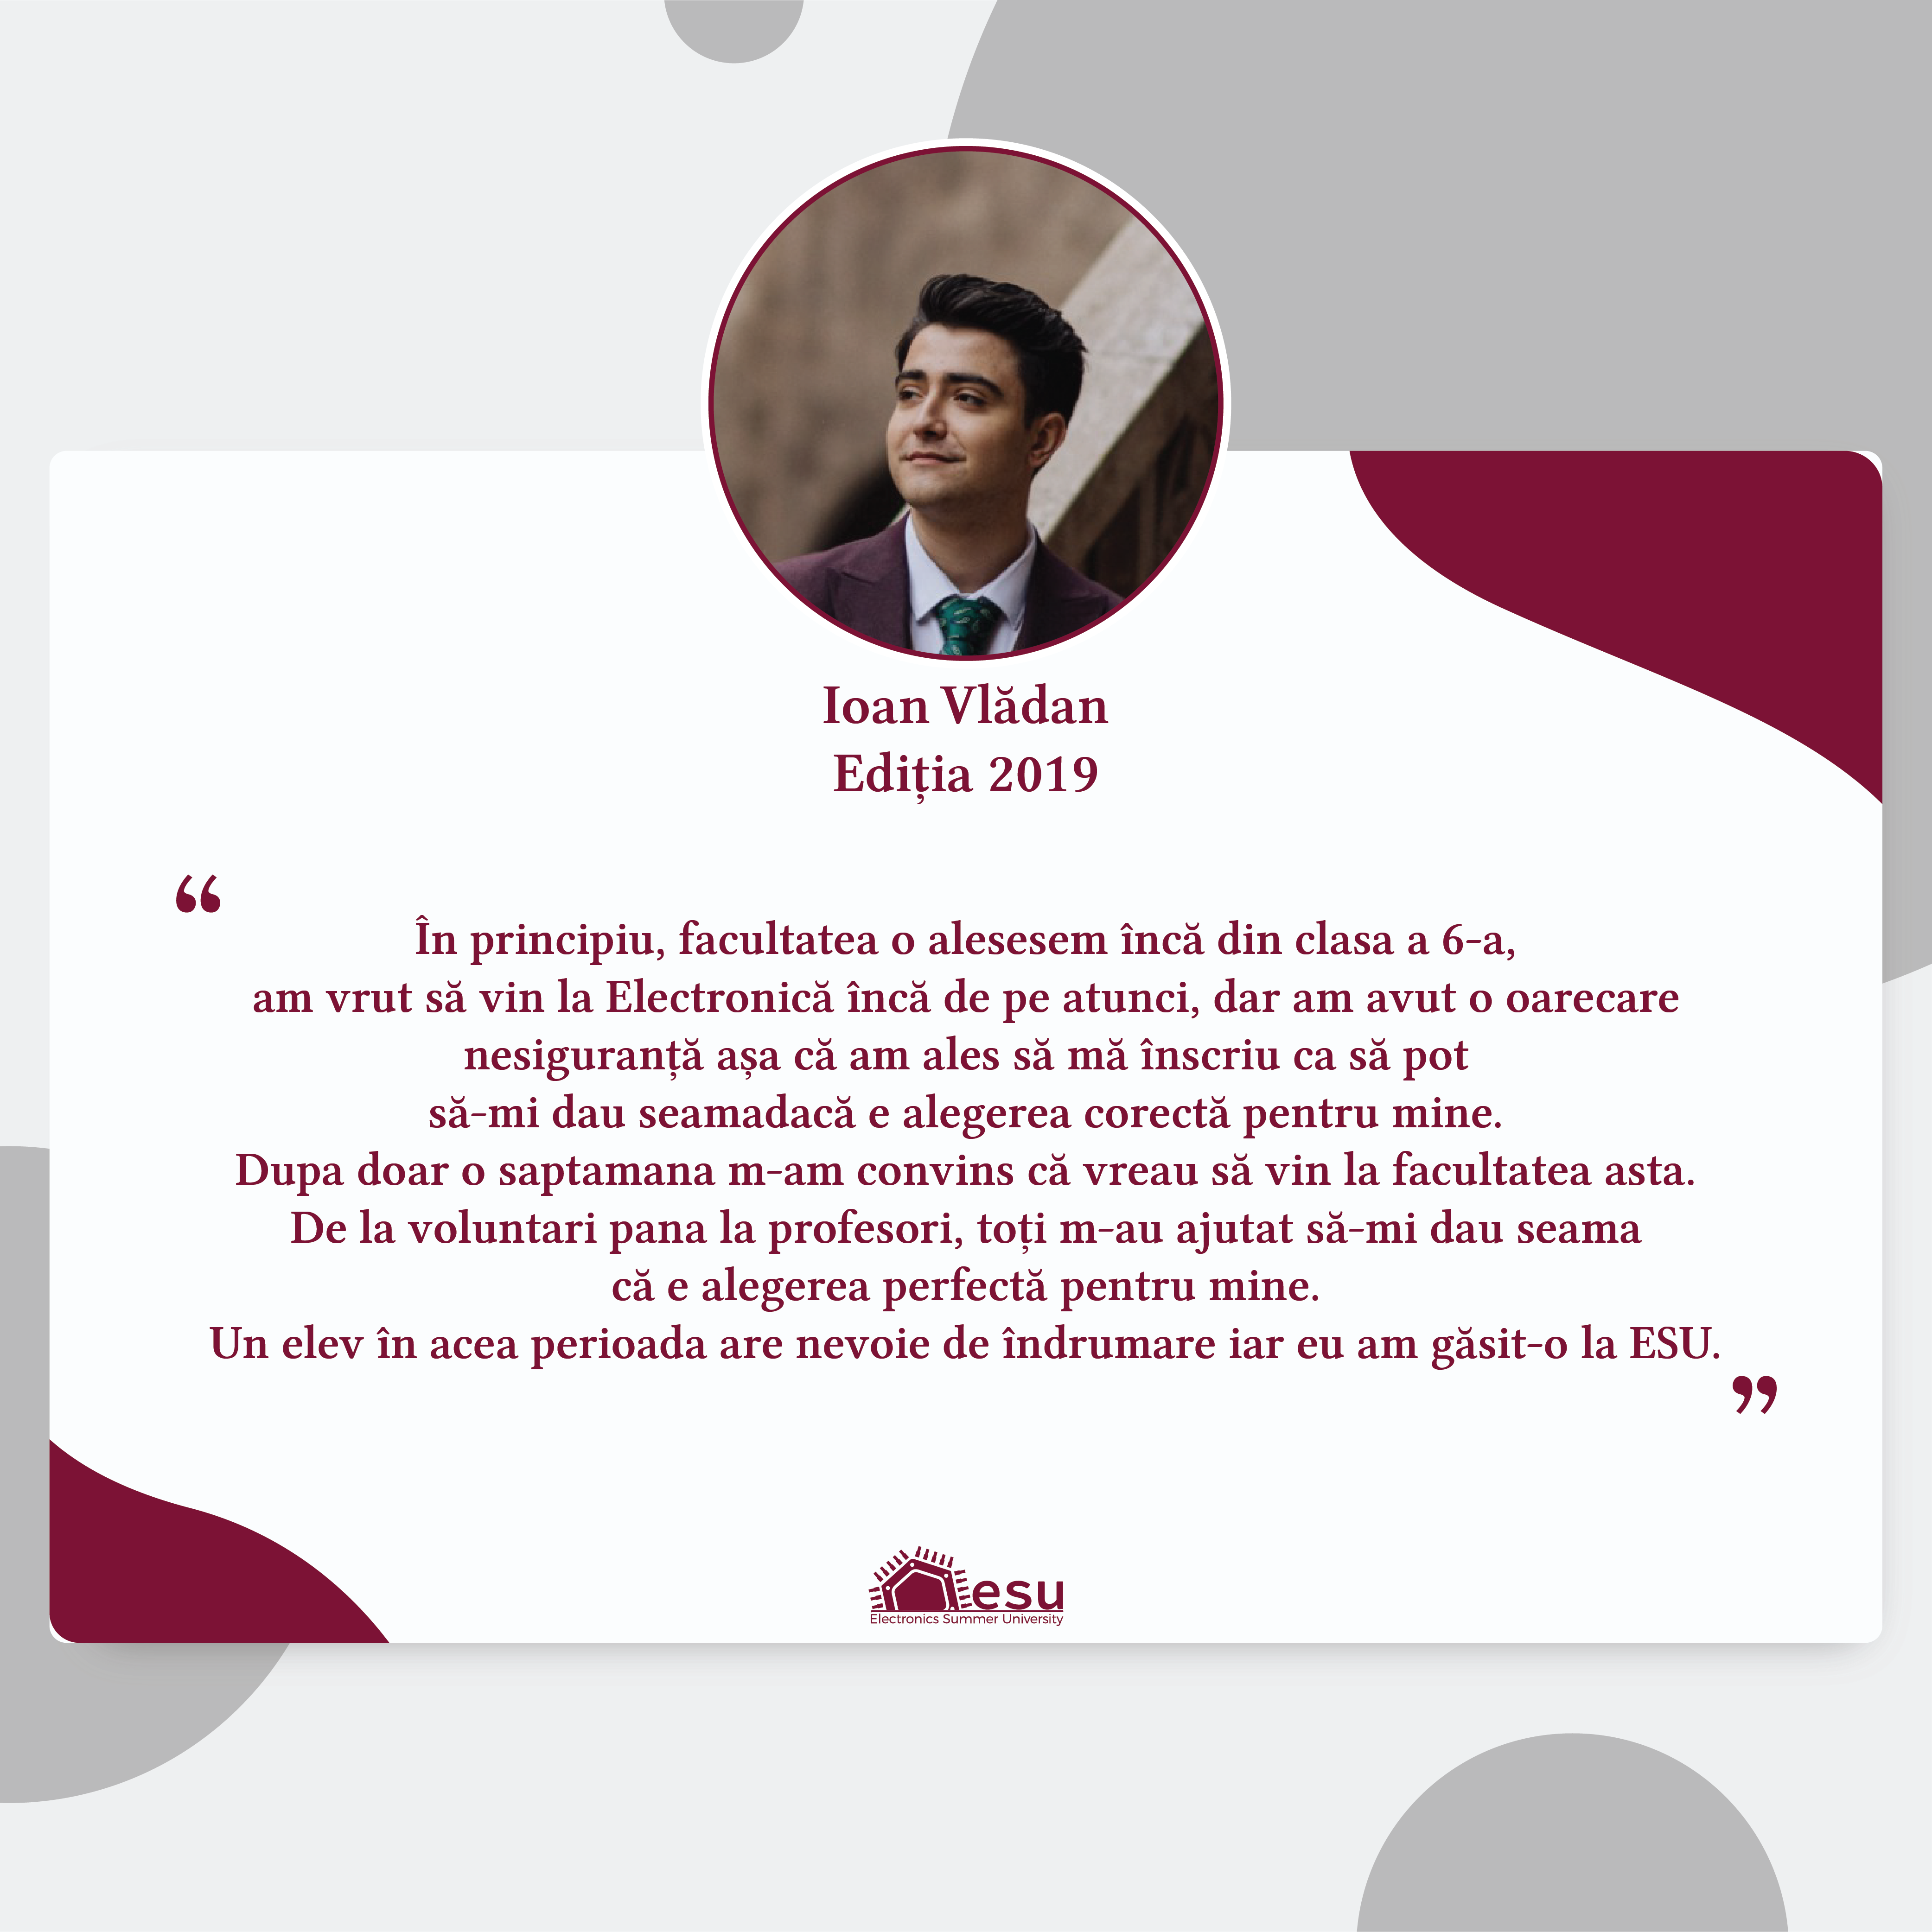 Ioan Vlădan
Ediția 2019
“
În principiu, facultatea o alesesem încă din clasa a 6-a,
am vrut să vin la Electronică încă de pe atunci, dar am avut o oarecare
nesiguranță așa că am ales să mă înscriu ca să pot
să-mi dau seamadacă e alegerea corectă pentru mine.
Dupa doar o saptamana m-am convins că vreau să vin la facultatea asta.
De la voluntari pana la profesori, toți m-au ajutat să-mi dau seama
că e alegerea perfectă pentru mine.
Un elev în acea perioada are nevoie de îndrumare iar eu am găsit-o la ESU.
”
esu
Electronics Summer University